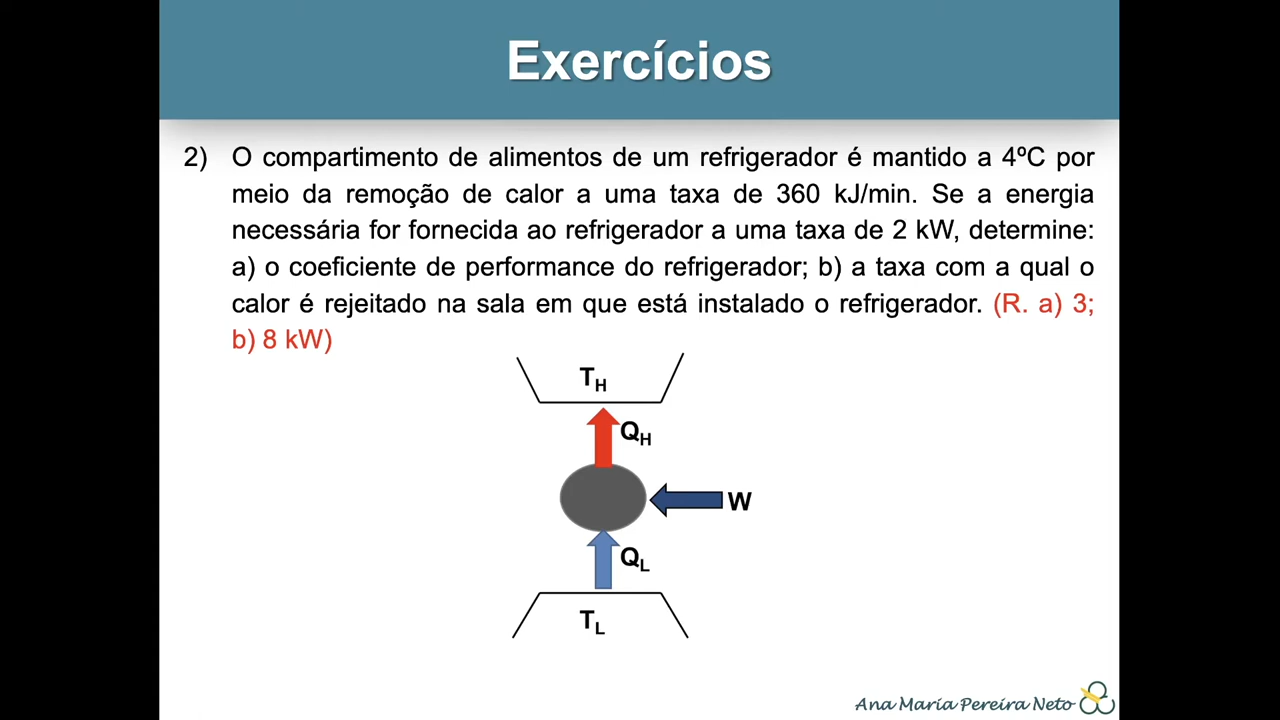 Exercícios
2) O compartimento de alimentos de um refrigerador é mantido a 4ºC por
meio da remoção de calor a uma taxa de 360 kJ/min. Se a energia
necessária for fornecida ao refrigerador a uma taxa de 2 kW, determine:
a) o coeficiente de performance do refrigerador; b) a taxa com a qual o
calor é rejeitado na sala em que está instalado o refrigerador. (R. a) 3;
b) 8 kW)
TH
QH
W
QL
TL
Ana Maria Pereira Neto